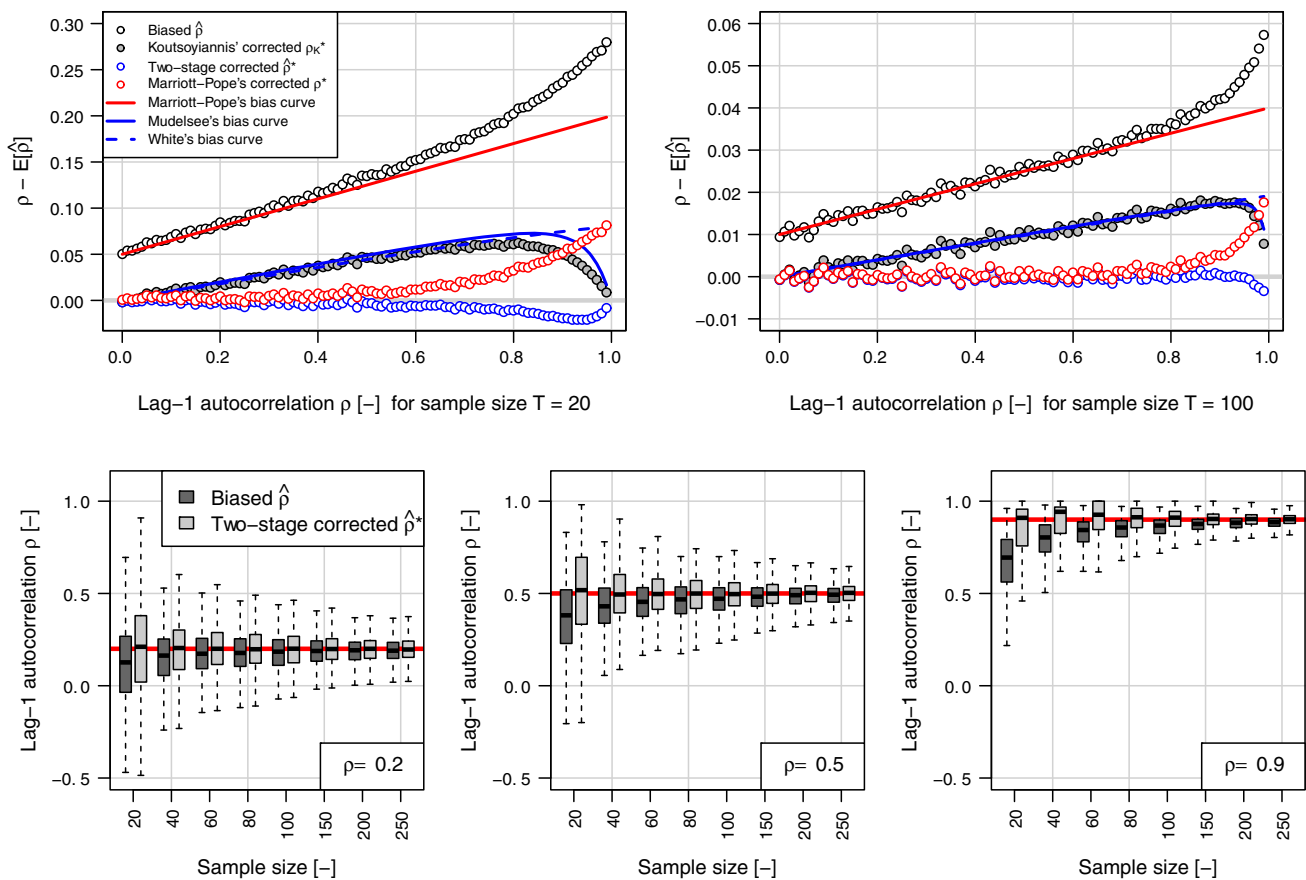 0.30
0.25
0.20
0.15
0.10
0.05
0.00
ρ − E[ρ̂]
Biased ρ̂
Koutsoyiannis' corrected ρK*
Two−stage corrected ρ̂*
Marriott−Pope's corrected ρ*
Marriott−Pope's bias curve
Mudelsee's bias curve
White's bias curve
0.0 0.2 0.4 0.6 0.8 1.0
Lag−1 autocorrelation ρ [−] for sample size T = 20
0.06
0.05
0.04
0.03
0.02
0.01
0.00
−0.01
ρ − E[ρ̂]
0.0 0.2 0.4 0.6 0.8 1.0
Lag−1 autocorrelation ρ [−] for sample size T = 100
1.0
0.5
0.0
−0.5
Lag−1 autocorrelation ρ [−]
Biased ρ̂
Two−stage corrected ρ̂*
ρ= 0.2
20 40 60 80 100 150 200 250
Sample size [−]
1.0
0.5
0.0
−0.5
Lag−1 autocorrelation ρ [−]
ρ= 0.5
20 40 60 80 100 150 200 250
Sample size [−]
1.0
0.5
0.0
−0.5
Lag−1 autocorrelation ρ [−]
ρ= 0.9
20 40 60 80 100 150 200 250
Sample size [−]